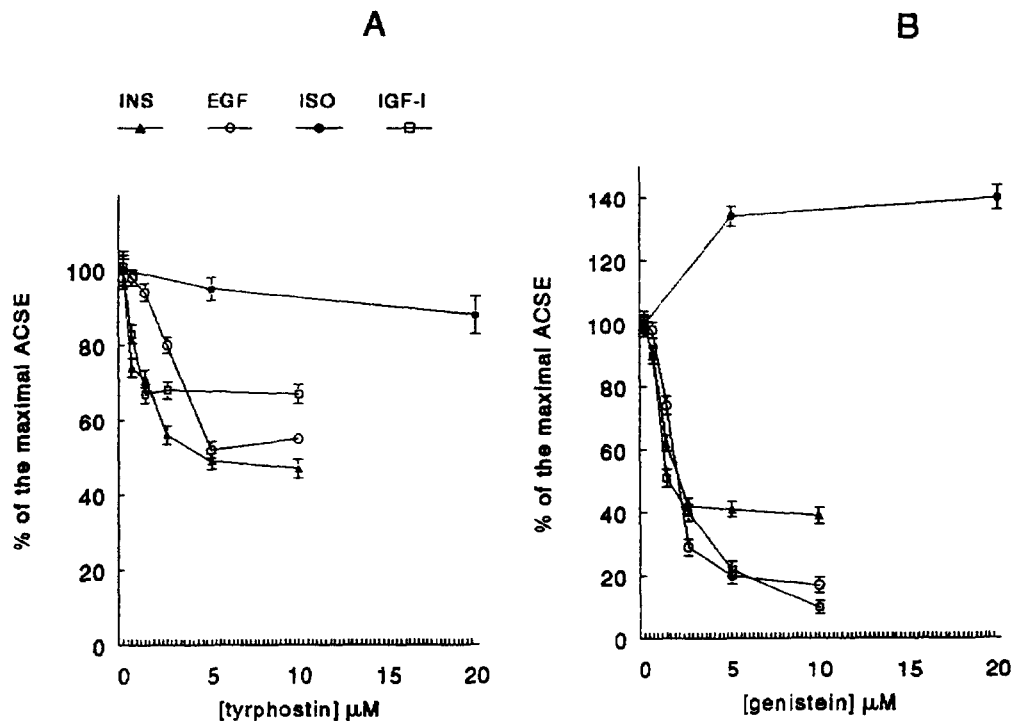 A
B
INS EGF ISO IGF-I
% of the maximal ACSE
100
80
60
40
20
0
0 5 10 15 20
[tyrphostin] μM
% of the maximal ACSE
140
120
100
80
60
40
20
0
0 5 10 15 20
[genistein] μM